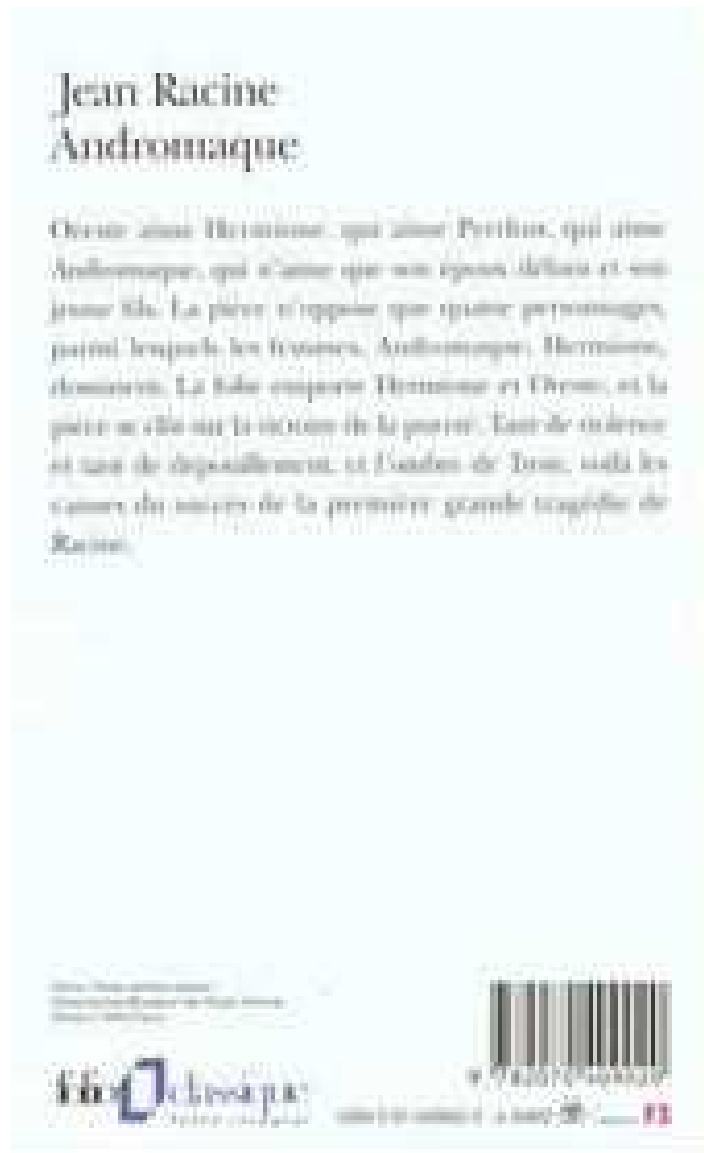 Jean Racine
Andromaque
Oreste aime Hermione, qui aime Pyrrhus, qui aime
Andromaque, qui n'aime que son époux défunt et son
jeune fils. La pièce n'oppose que quatre personnages,
parmi lesquels les femmes, Andromaque, Hermione,
dominent. La folie emporte Hermione et Oreste, et la
pièce se clôt sur la victoire de la pureté. Tant de violence
et tant de dépouillement, et l'ombre de Troie, voilà les
causes du succès de la première grande tragédie de
Racine.
folio classique